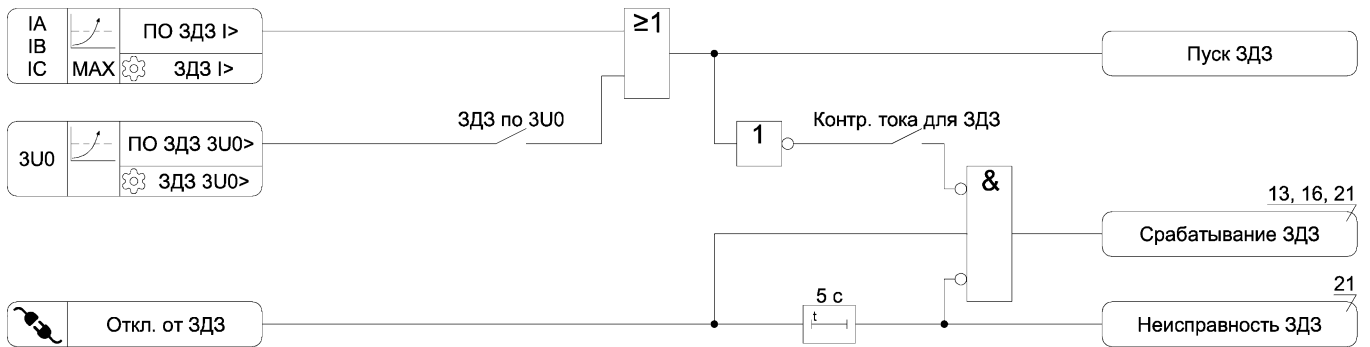 IA
IB
IC
MAX
ПО ЗДЗ I>
ЗДЗ I>
≥1
Пуск ЗДЗ
3U0
ПО ЗДЗ 3U0>
ЗДЗ 3U0>
ЗДЗ по 3U0
1
Контр. тока для ЗДЗ
&
13, 16, 21
Срабатывание ЗДЗ
Откл. от ЗДЗ
5 с
t
21
Неисправность ЗДЗ